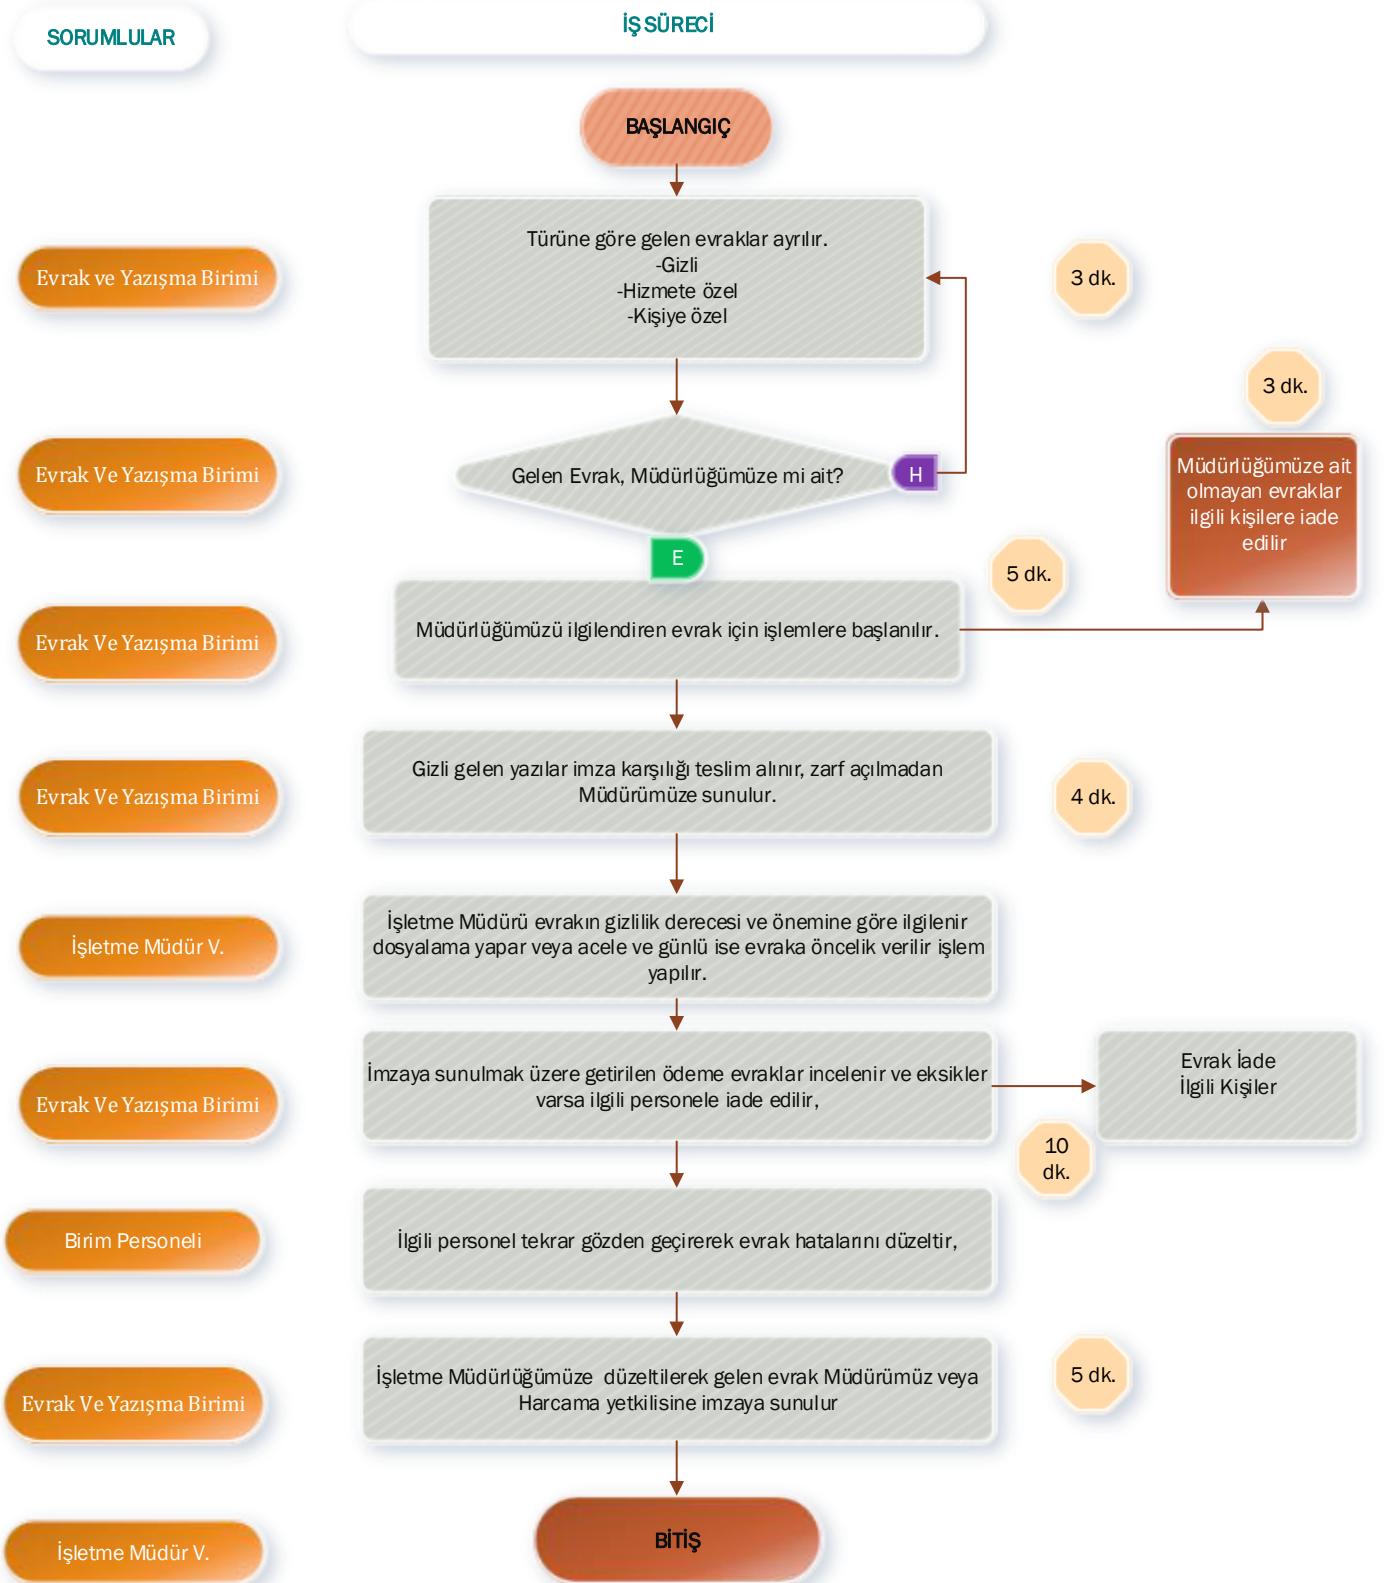 SORUMLULAR
İŞ SÜRECİ
BAŞLANGIÇ
Evrak ve Yazışma Birimi
Türüne göre gelen evraklar ayrılır.
-Gizli
-Hizmete özel
-Kişiye özel
3 dk.
3 dk.
Evrak Ve Yazışma Birimi
Gelen Evrak, Müdürlüğümüze mi ait?
H
Müdürlüğümüze ait
olmayan evraklar
ilgili kişilere iade
edilir
E
5 dk.
Evrak Ve Yazışma Birimi
Müdürlüğümüzü ilgilendiren evrak için işlemlere başlanılır.
Evrak Ve Yazışma Birimi
Gizli gelen yazılar imza karşılığı teslim alınır, zarf açılmadan
Müdürümüze sunulur.
4 dk.
İşletme Müdür V.
İşletme Müdürü evrakın gizlilik derecesi ve önemine göre ilgilenir
dosyalama yapar veya acele ve günlü ise evraka öncelik verilir işlem
yapılır.
Evrak Ve Yazışma Birimi
İmzaya sunulmak üzere getirilen ödeme evraklar incelenir ve eksikler
varsa ilgili personele iade edilir,
Evrak İade
İlgili Kişiler
10
dk.
Birim Personeli
İlgili personel tekrar gözden geçirerek evrak hatalarını düzeltir,
Evrak Ve Yazışma Birimi
İşletme Müdürlüğümüze  düzeltilerek gelen evrak Müdürümüz veya
Harcama yetkilisine imzaya sunulur
5 dk.
İşletme Müdür V.
BİTİŞ